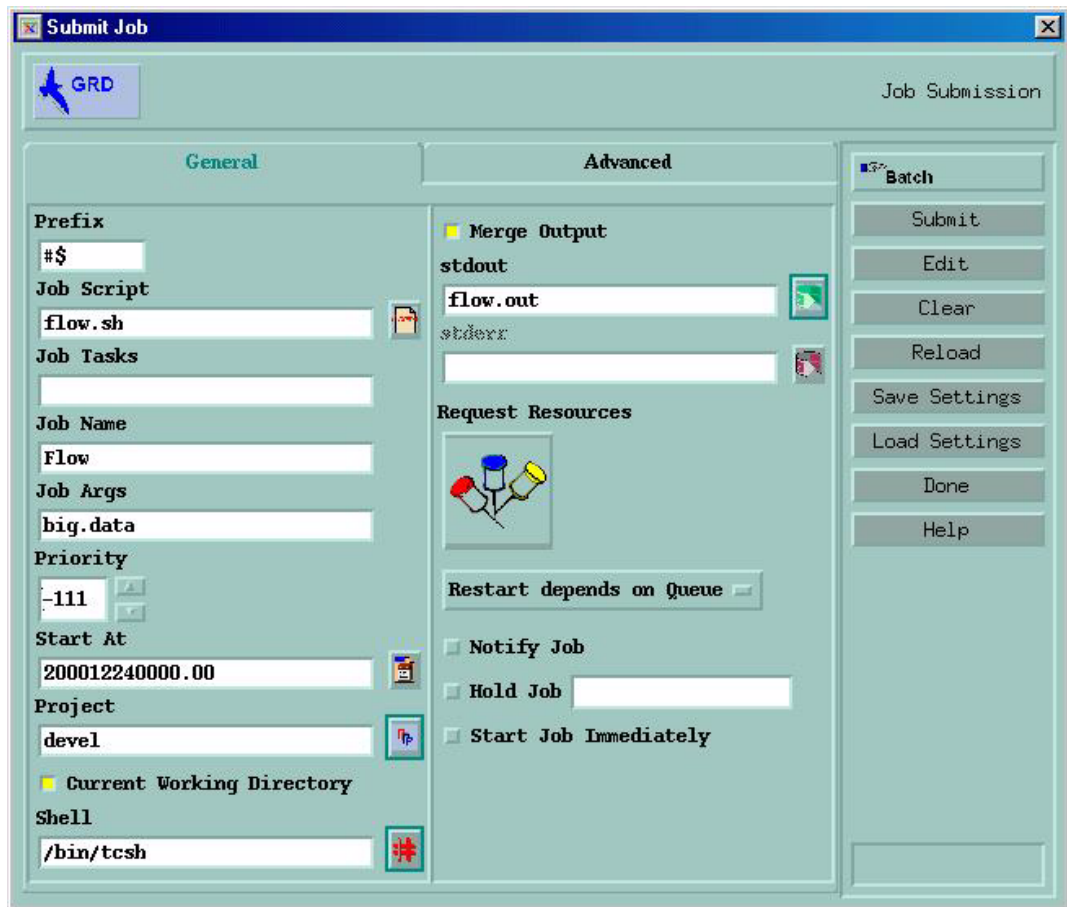 Submit Job
GRD
Job Submission
General
Advanced
Batch
Submit
Edit
Clear
Reload
Save Settings
Load Settings
Done
Help
Prefix
#$
Job Script
flow.sh
Job Tasks
Job Name
Flow
Job Args
big.data
Priority
-111
Start At
200012240000.00
Project
devel
Current Working Directory
Shell
/bin/tcsh
Merge Output
stdout
flow.out
stderr
Request Resources
Restart depends on Queue
Notify Job
Hold Job
Start Job Immediately